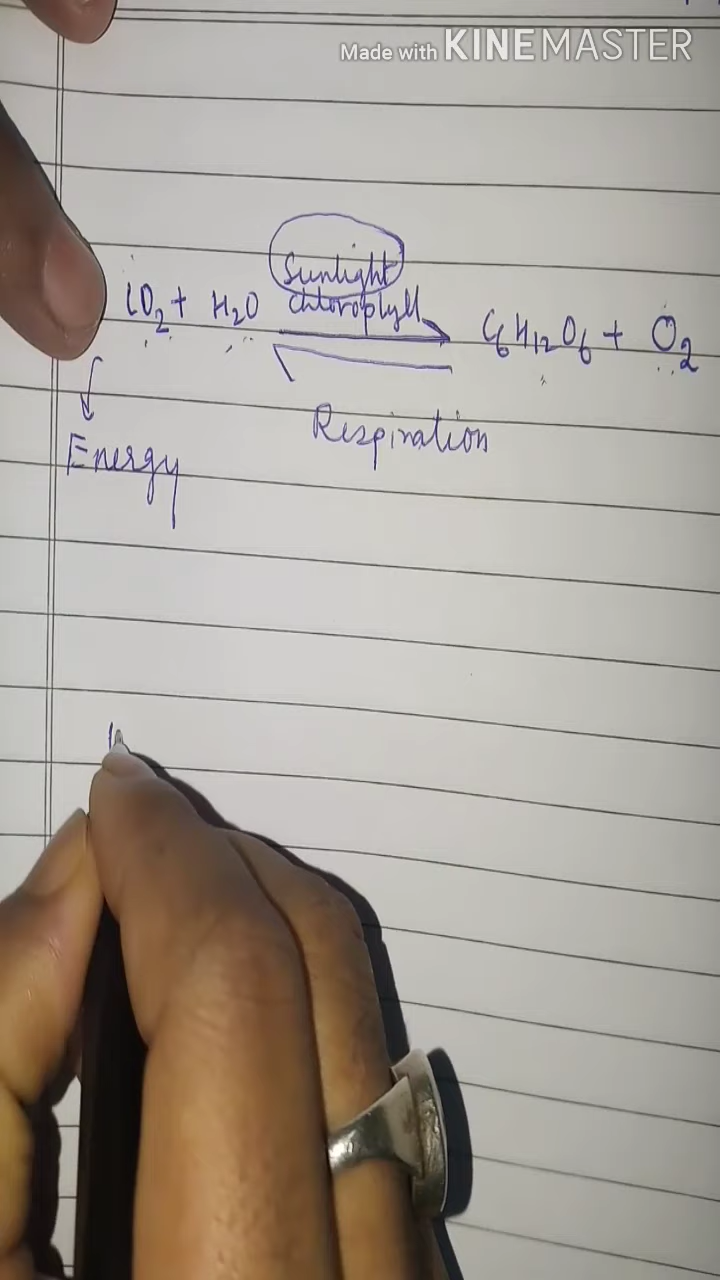 Made with KINEMASTER
Sunlight
CO2 + H2O chlorophyll C6H12O6 + O2
Respiration
Energy